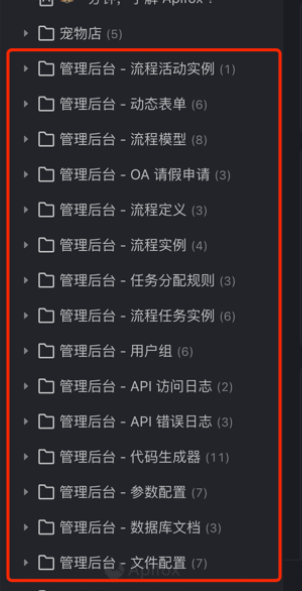 分钟，了解 Apifox！
宠物店 (5)
管理后台 - 流程活动实例 (1)
管理后台 - 动态表单 (6)
管理后台 - 流程模型 (8)
管理后台 - OA 请假申请 (3)
管理后台 - 流程定义 (3)
管理后台 - 流程实例 (4)
管理后台 - 任务分配规则 (3)
管理后台 - 流程任务实例 (6)
管理后台 - 用户组 (6)
管理后台 - API 访问日志 (2)
管理后台 - API 错误日志 (3)
管理后台 - 代码生成器 (11)
管理后台 - 参数配置 (7)
管理后台 - 数据库文档 (3)
管理后台 - 文件配置 (7)
Apifox